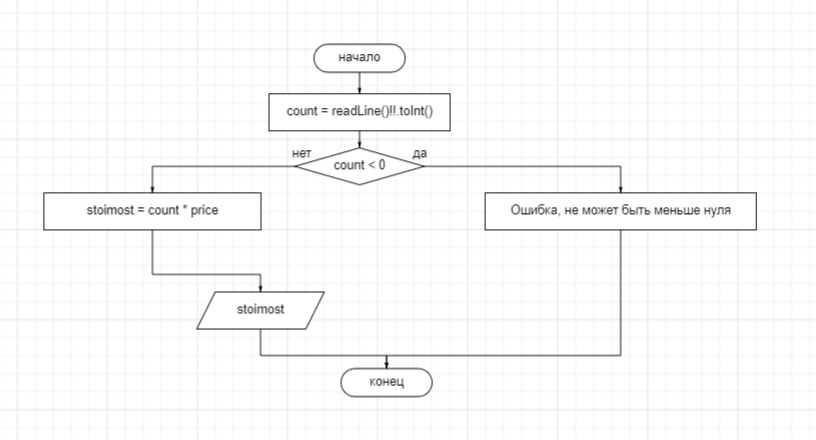 начало
count = readLine()!!.toInt()
нет
да
count < 0
stoimost = count * price
Ошибка, не может быть меньше нуля
stoimost
конец